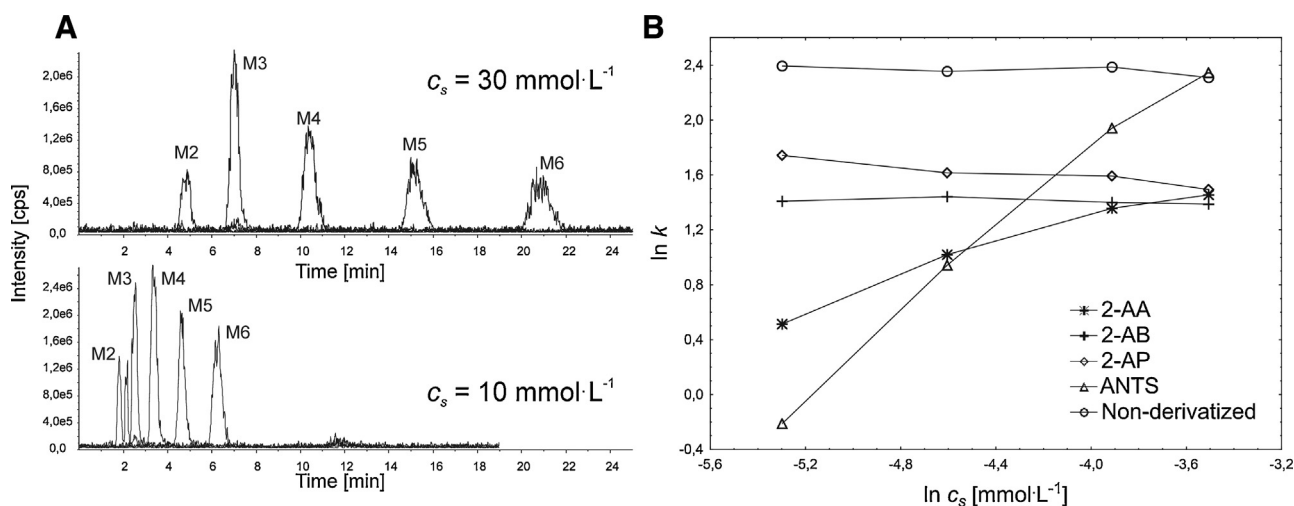 A
B
Intensity [cps]
2,0e6
1,6e6
1,2e6
8,0e5
4,0e5
0,0
M2
M3
M4
M5
M6
cs = 30 mmol·L-1
2 4 6 8 10 12 14 16 18 20 22 24
Time [min]
2,4e6
2,0e6
1,6e6
1,2e6
8,0e5
4,0e5
0,0
M2
M3
M4
M5
M6
cs = 10 mmol·L-1
2 4 6 8 10 12 14 16 18 20 22 24
Time [min]
ln k
2,4
2,0
1,6
1,2
0,8
0,4
0,0
-0,4
2-AA
2-AB
2-AP
ANTS
Non-derivatized
-5,6 -5,2 -4,8 -4,4 -4,0 -3,6 -3,2
ln cs [mmol·L-1]